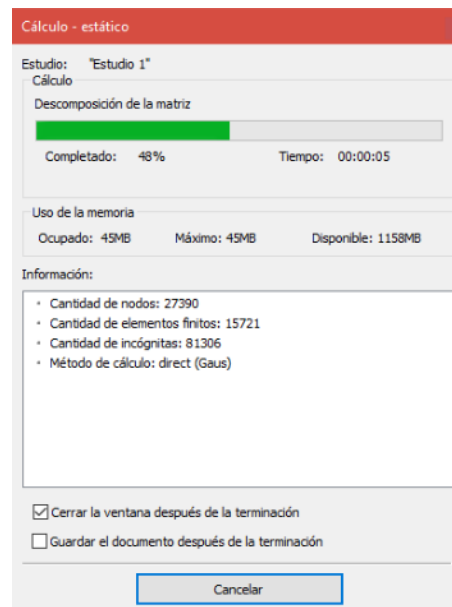 Cálculo - estático
Estudio: "Estudio 1"
Cálculo
Descomposición de la matriz
Completado: 48% Tiempo: 00:00:05
Uso de la memoria
Ocupado: 45MB Máximo: 45MB Disponible: 1158MB
Información:
• Cantidad de nodos: 27390
• Cantidad de elementos finitos: 15721
• Cantidad de incógnitas: 81306
• Método de cálculo: direct (Gaus)
Cerrar la ventana después de la terminación
Guardar el documento después de la terminación
Cancelar